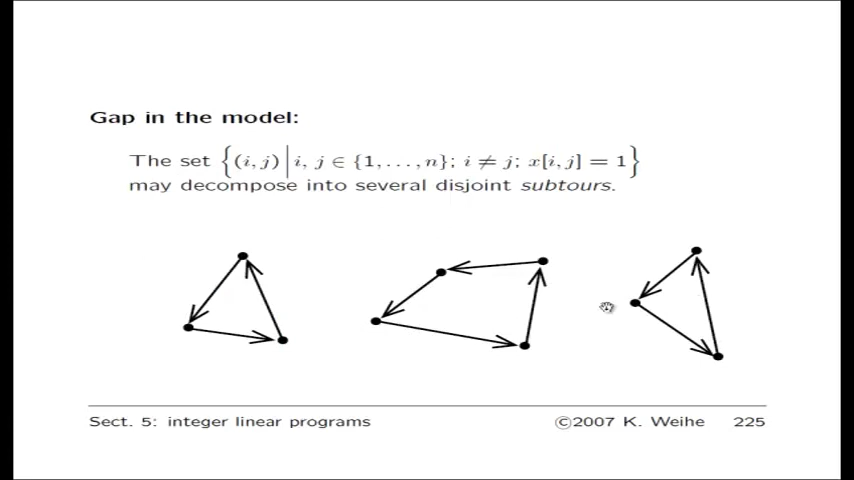 Gap in the model:
The set {(i, j) | i, j ∈ {1, . . . , n}; i ≠ j; x[i, j] = 1}
may decompose into several disjoint subtours.
Sect. 5: integer linear programs
©2007 K. Weihe 225